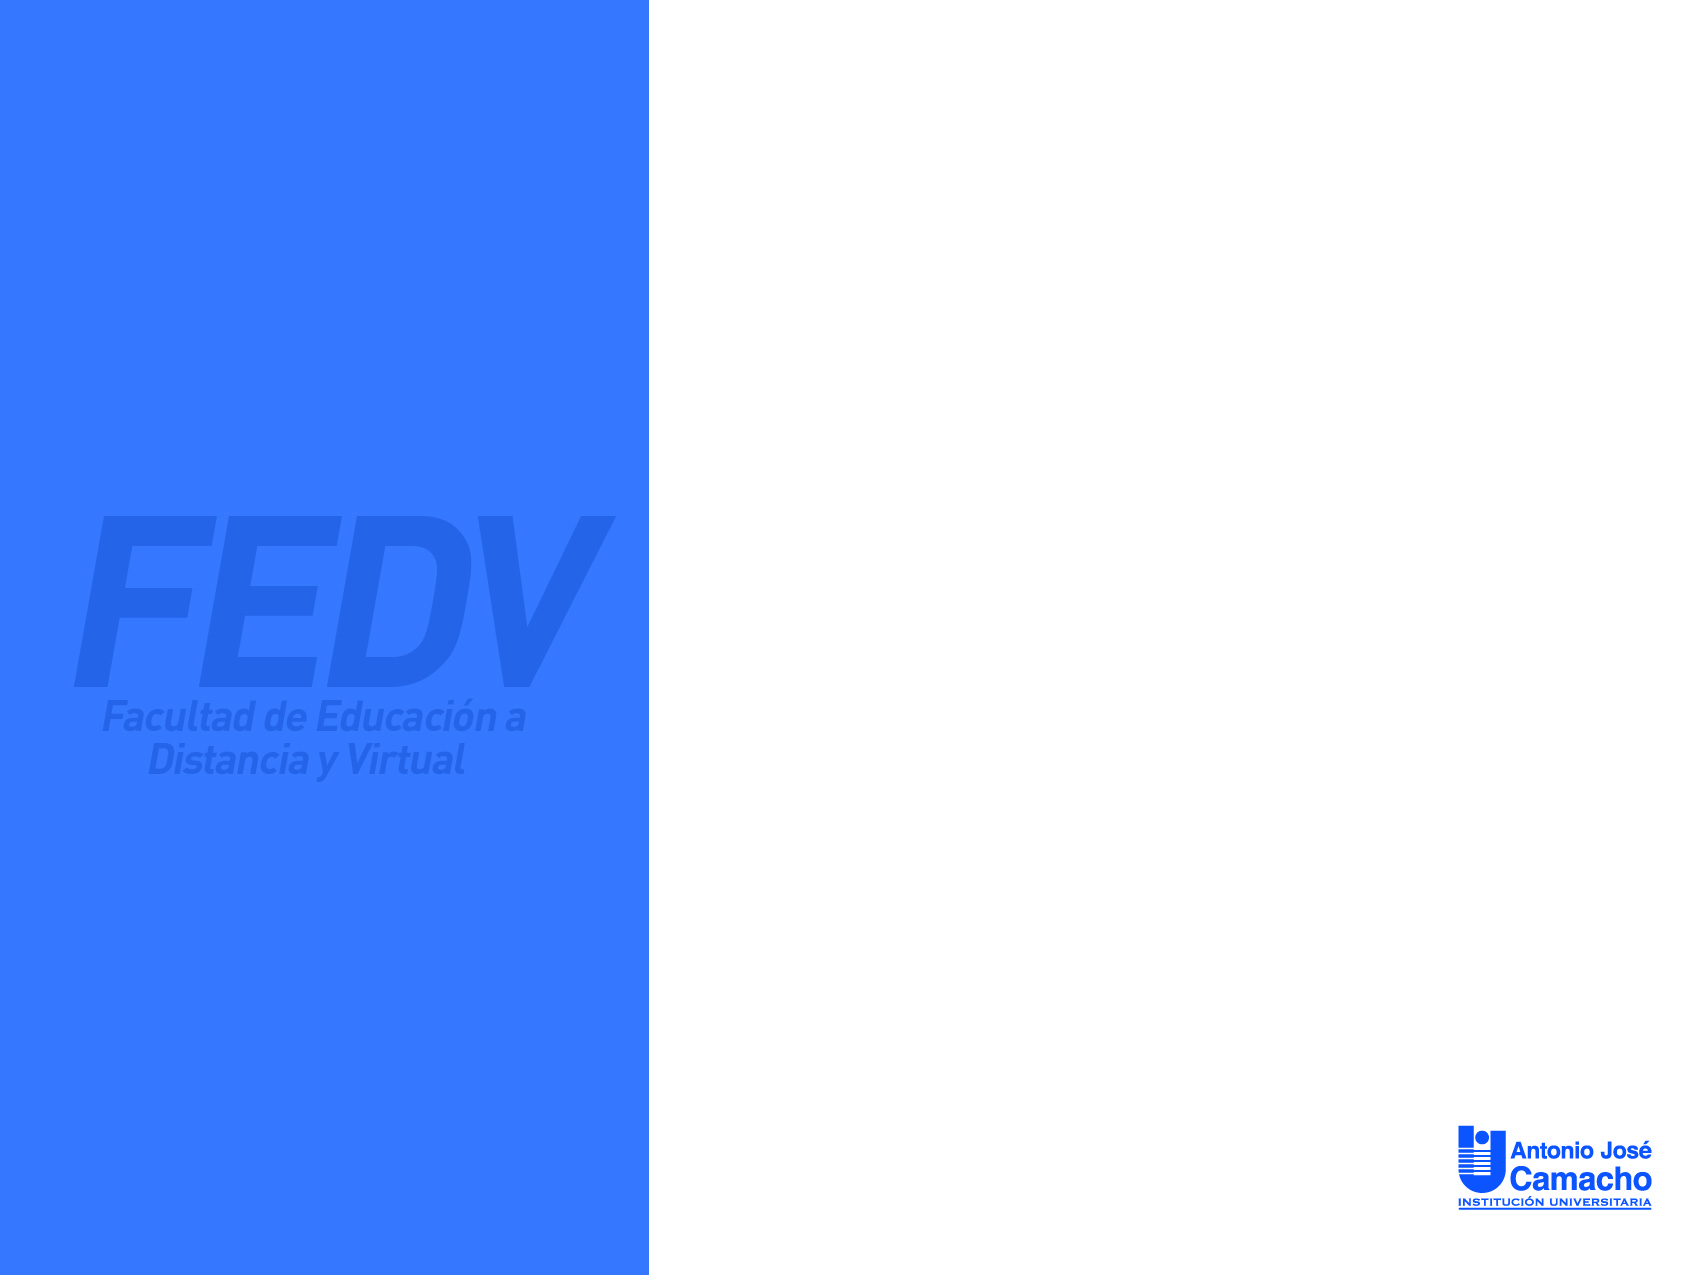 FEDV
Facultad de Educación a
Distancia y Virtual
Antonio José
Camacho
INSTITUCIÓN UNIVERSITARIA